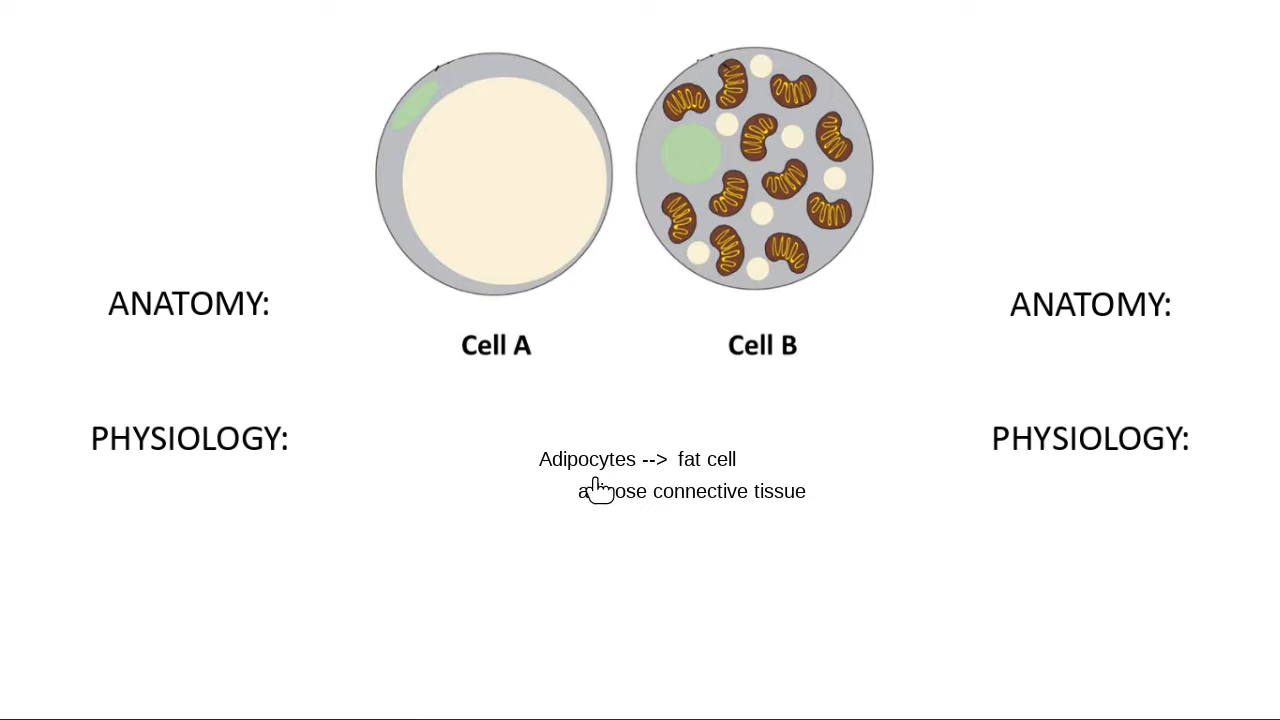 ANATOMY:
ANATOMY:
Cell A
Cell B
PHYSIOLOGY:
PHYSIOLOGY:
Adipocytes --> fat cell
connective tissue